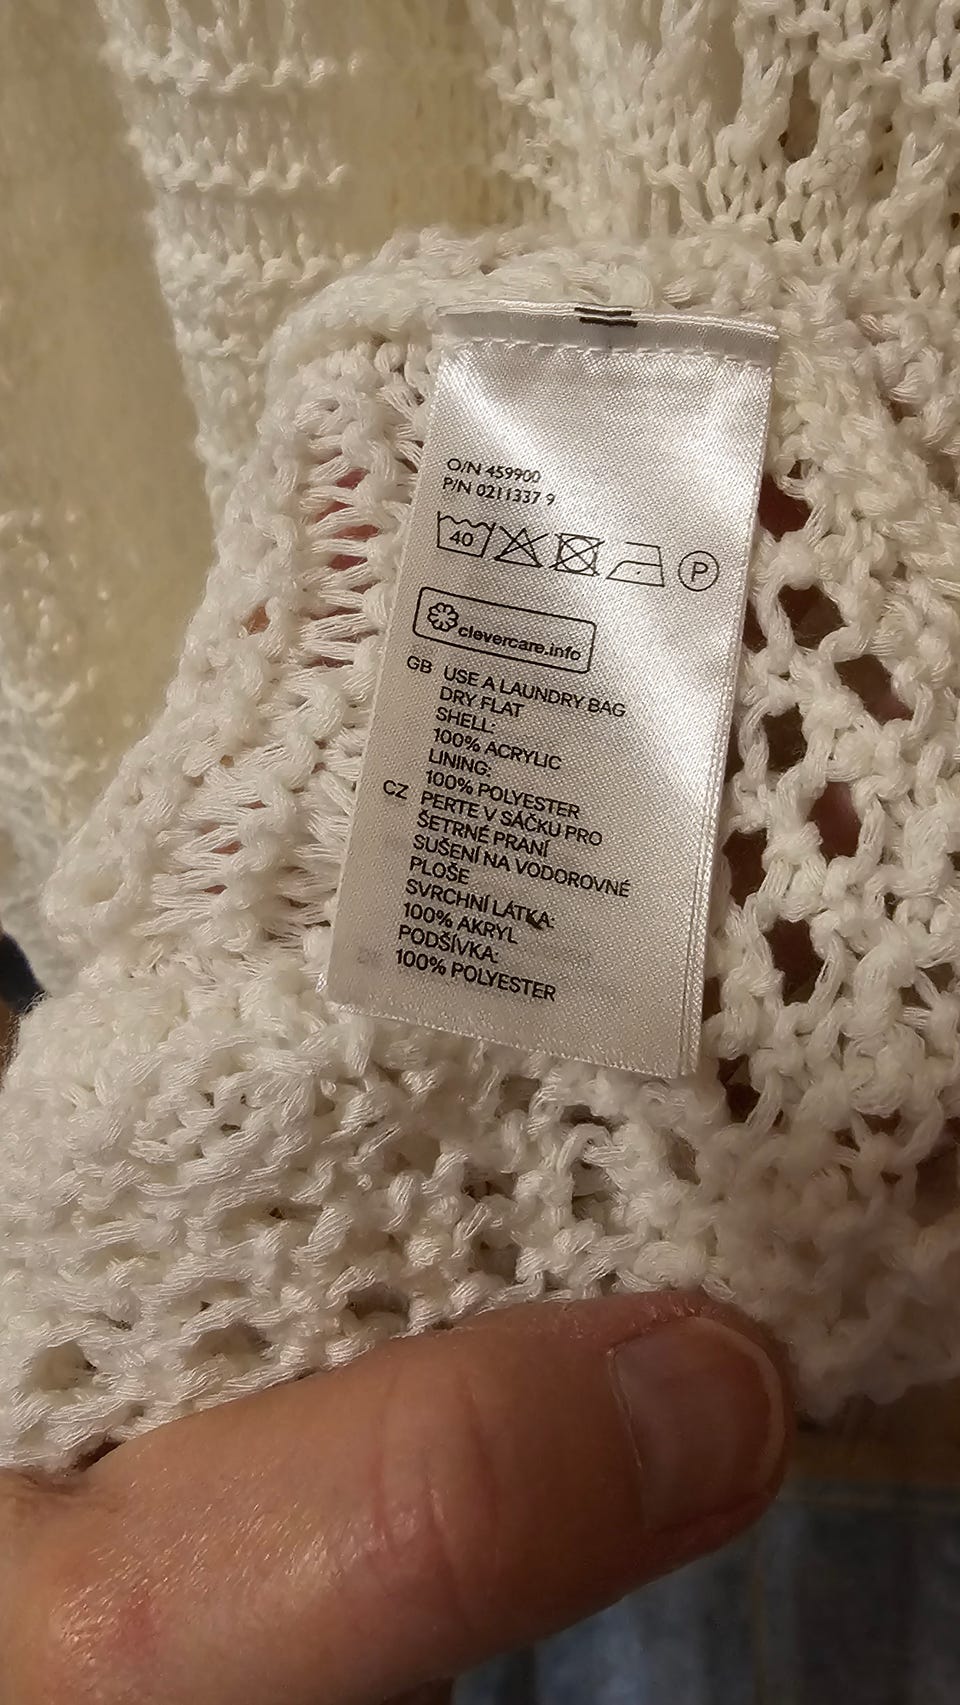 O/N 459900
P/N 0211337 9
40 P
clevercare.info
GB USE A LAUNDRY BAG
DRY FLAT
SHELL:
100% ACRYLIC
LINING:
100% POLYESTER
CZ PERTE V SÁČKU PRO
ŠETRNÉ PRANÍ
SUŠENÍ NA VODOROVNÉ
PLOŠE
SVRCHNÍ LÁTKA:
100% AKRYL
PODŠÍVKA:
100% POLYESTER